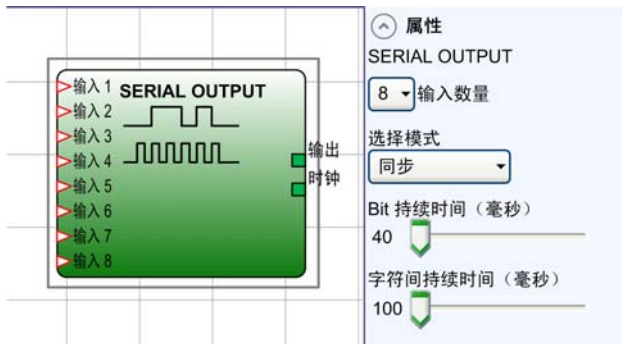 输入 1
SERIAL OUTPUT
输入 2
输入 3
输入 4
输入 5
输入 6
输入 7
输入 8
输出
时钟
属性
SERIAL OUTPUT
8 输入数量
选择模式
同步
Bit 持续时间（毫秒）
40
字符间持续时间（毫秒）
100